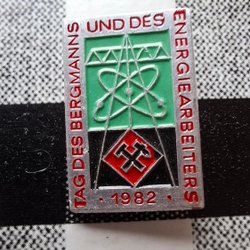 TAG DES BERGMANNS
UND DES
ENERGIEARBEITERS
· 1982 ·